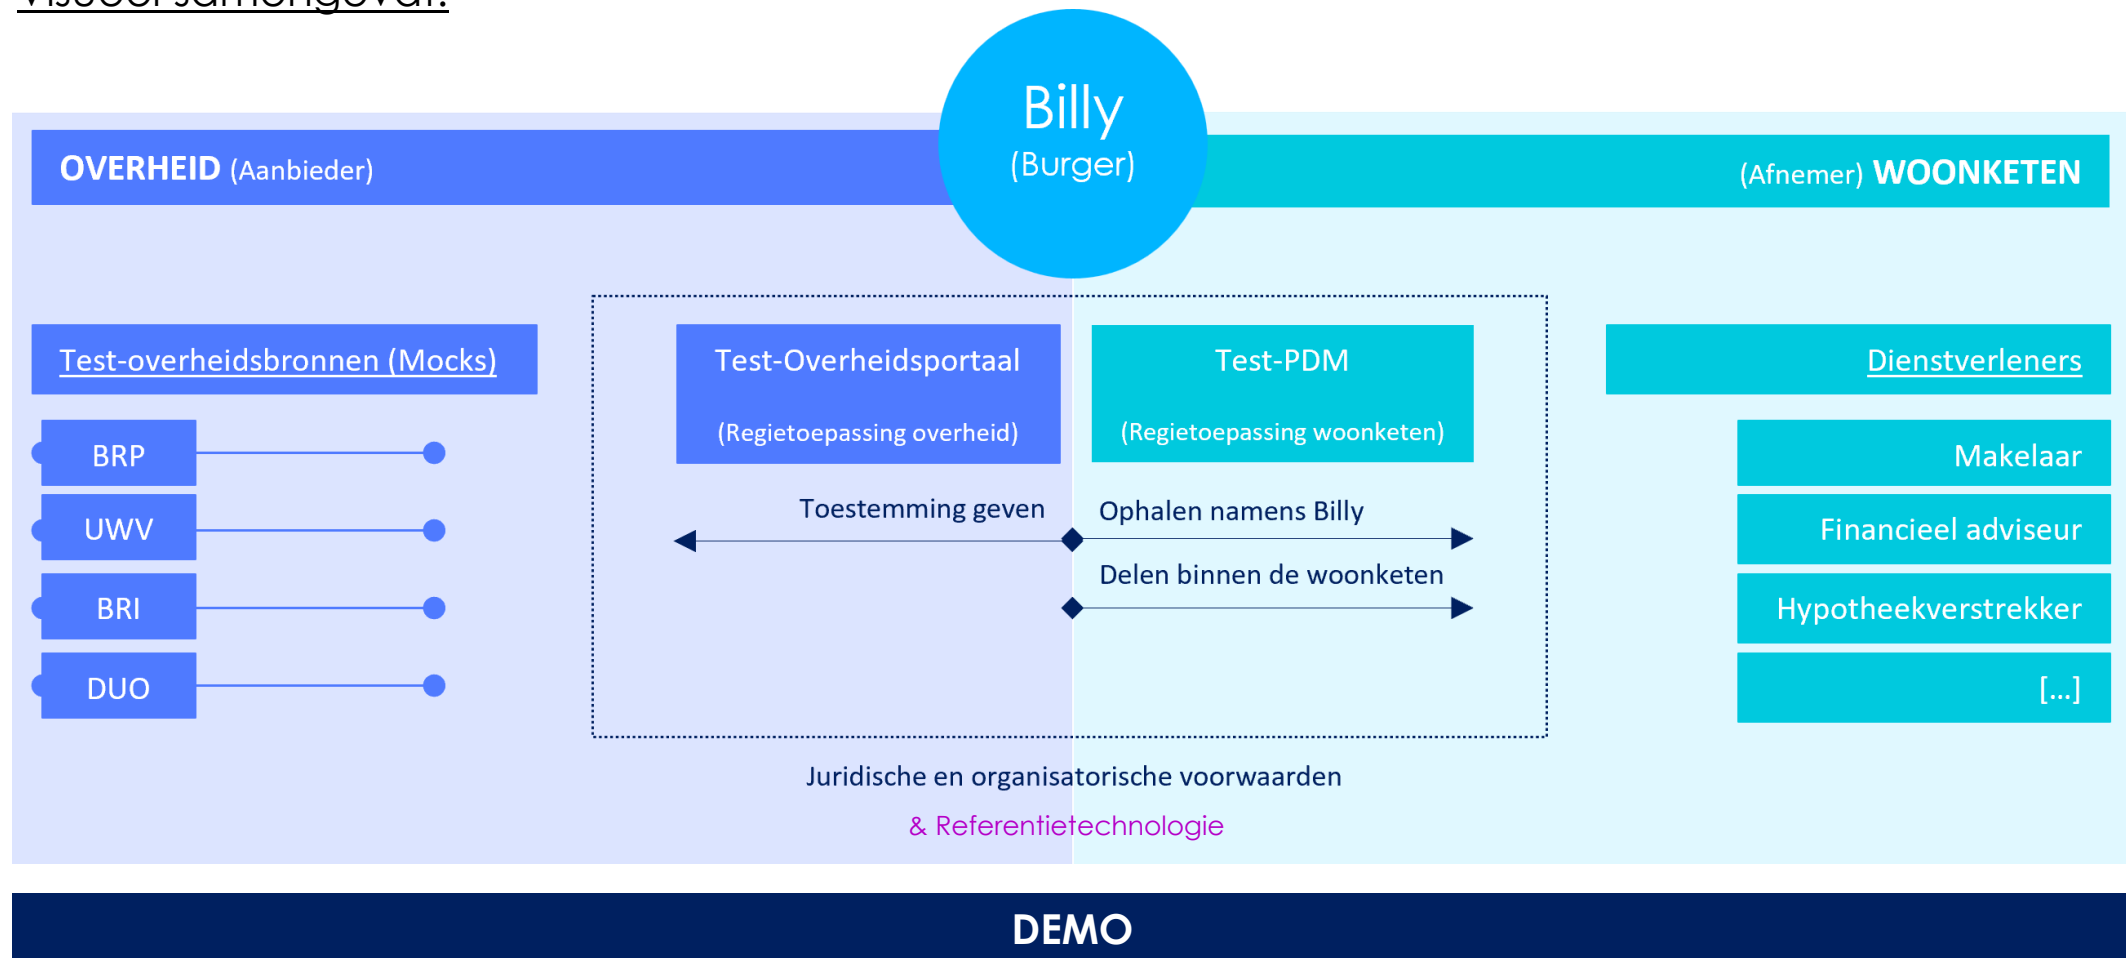 Visueel samengevat:
Billy
(Burger)
OVERHEID (Aanbieder)
(Afnemer) WOONKETEN
Test-overheidsbronnen (Mocks)
BRP
UWV
BRI
DUO
Test-Overheidsportaal
(Regietoepassing overheid)
Test-PDM
(Regietoepassing woonketen)
Toestemming geven
Ophalen namens Billy
Delen binnen de woonketen
Dienstverleners
Makelaar
Financieel adviseur
Hypotheekverstrekker
[...]
Juridische en organisatorische voorwaarden
& Referentietechnologie
DEMO